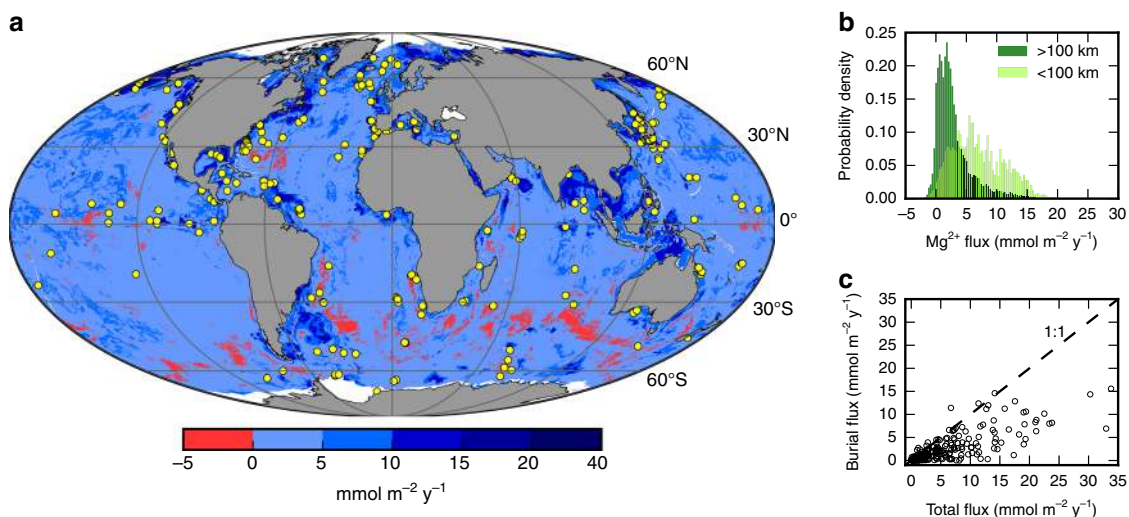 a
60°N
30°N
0°
30°S
60°S
−5 0 5 10 15 20 40
mmol m⁻² y⁻¹
b
0.25
0.20
0.15
0.10
0.05
0.00
Probability density
>100 km
<100 km
−5 0 5 10 15 20 25 30
Mg²⁺ flux (mmol m⁻² y⁻¹)
c
35
30
25
20
15
10
5
0
Burial flux (mmol m⁻² y⁻¹)
1:1
0 5 10 15 20 25 30 35
Total flux (mmol m⁻² y⁻¹)